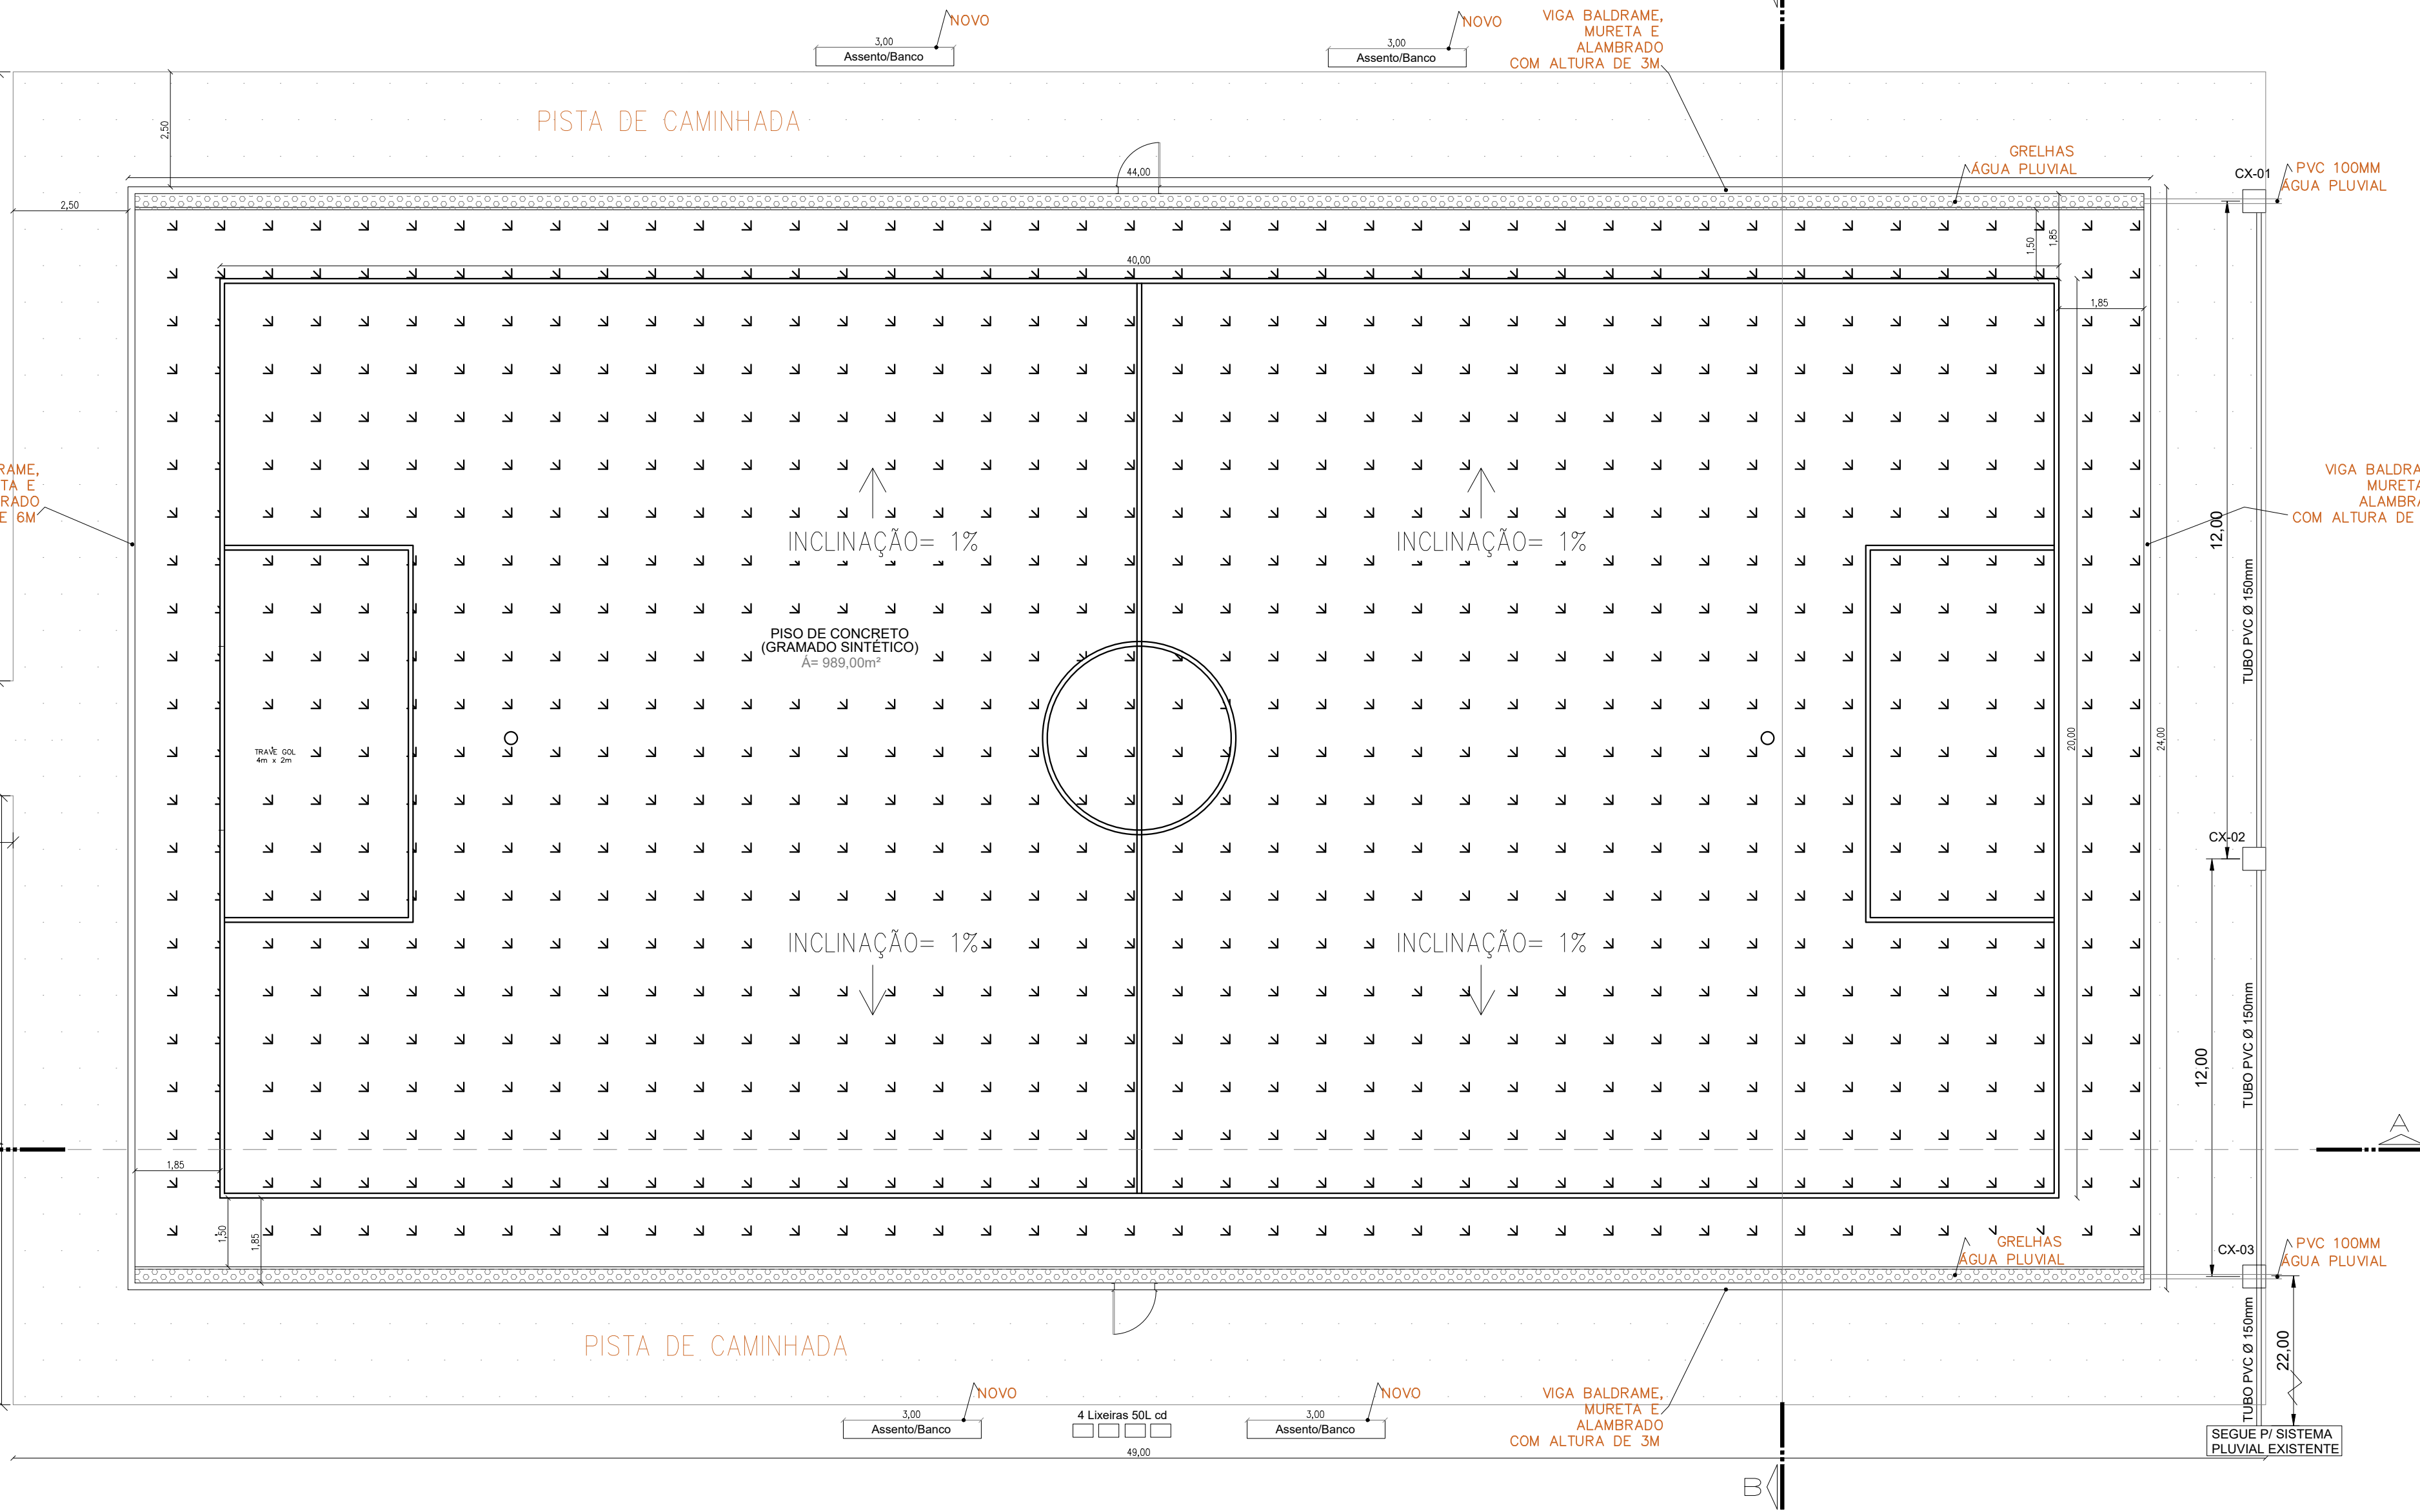 NOVO
3,00
Assento/Banco
NOVO
3,00
Assento/Banco
VIGA BALDRAME,
MURETA E
ALAMBRADO
COM ALTURA DE 3M
PISTA DE CAMINHADA
2,50
2,50
44,00
GRELHAS
ÁGUA PLUVIAL
CX-01
PVC 100MM
ÁGUA PLUVIAL
1,50
1,85
40,00
1,85
RAME,
TA E
RADO
E 6M
VIGA BALDRA
MURETA
ALAMBRA
COM ALTURA DE
12,00
TUBO PVC Ø 150mm
INCLINAÇÃO= 1%
INCLINAÇÃO= 1%
PISO DE CONCRETO
(GRAMADO SINTÉTICO)
Á= 989,00m²
TRAVE GOL
4m x 2m
20,00
24,00
CX-02
INCLINAÇÃO= 1%
INCLINAÇÃO= 1%
12,00
TUBO PVC Ø 150mm
A
1,85
1,50
1,85
GRELHAS
ÁGUA PLUVIAL
CX-03
PVC 100MM
ÁGUA PLUVIAL
PISTA DE CAMINHADA
TUBO PVC Ø 150mm
22,00
NOVO
3,00
Assento/Banco
4 Lixeiras 50L cd
NOVO
3,00
Assento/Banco
VIGA BALDRAME,
MURETA E
ALAMBRADO
COM ALTURA DE 3M
SEGUE P/ SISTEMA
PLUVIAL EXISTENTE
49,00
B